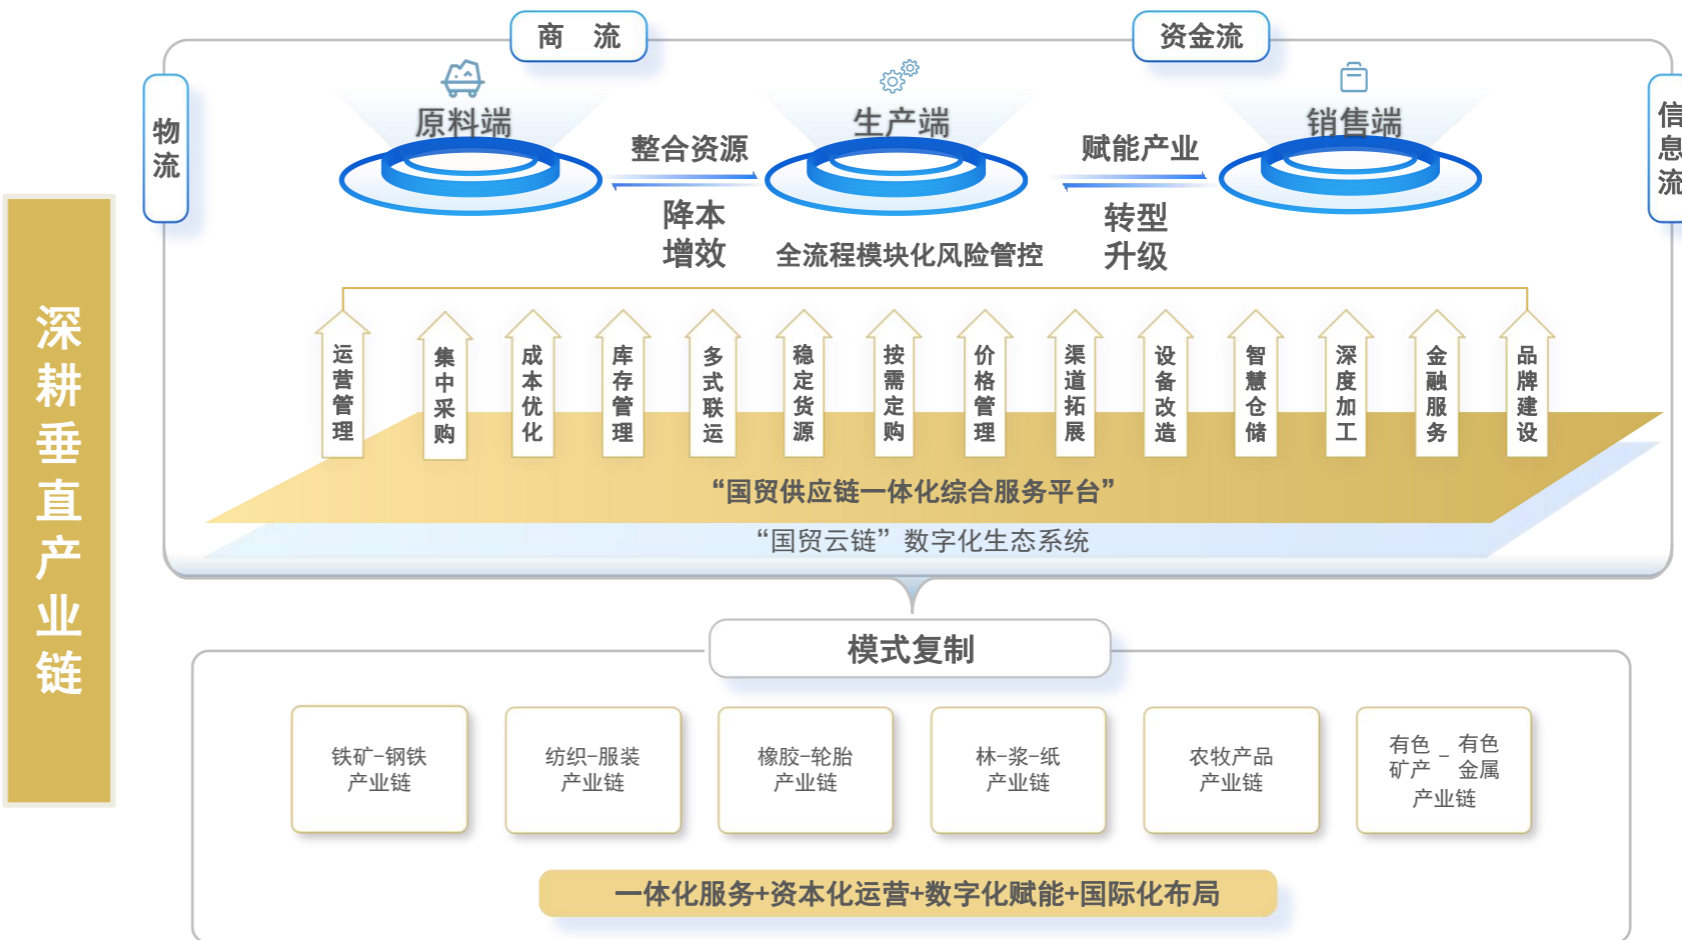 商 流
资金流
物流
信息流
原料端
生产端
销售端
整合资源
降本
增效
赋能产业
转型
升级
全流程模块化风险管控
深耕垂直产业链
运营管理
集中采购
成本优化
库存管理
多式联运
稳定货源
按需定购
价格管理
渠道拓展
设备改造
智慧仓储
深度加工
金融服务
品牌建设
“国贸供应链一体化综合服务平台”
“国贸云链”数字化生态系统
模式复制
铁矿-钢铁
产业链
纺织-服装
产业链
橡胶-轮胎
产业链
林-浆-纸
产业链
农牧产品
产业链
有色 有色
矿产 - 金属
产业链
一体化服务+资本化运营+数字化赋能+国际化布局